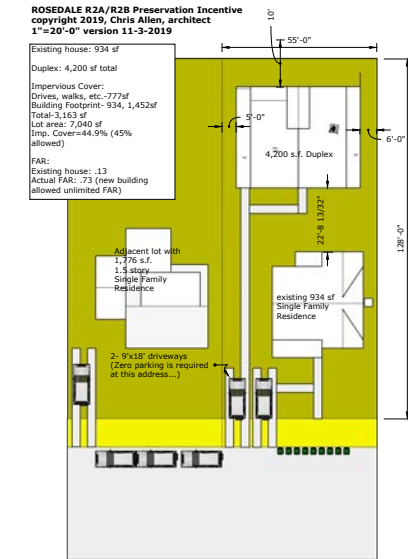 ROSEDALE R2A/R2B Preservation Incentive
copyright 2019, Chris Allen, architect
1"=20'-0" version 11-3-2019
Existing house: 934 sf
Duplex: 4,200 sf total
Impervious Cover:
Drives, walks, etc.-777sf
Building Footprint- 934, 1,452sf
Total-3,163 sf
Lot area: 7,040 sf
Imp. Cover=44.9% (45%
allowed)
FAR:
Existing house: .13
Actual FAR: .73 (new building
allowed unlimited FAR)
10'
55'-0"
5'-0"
6'-0"
4,200 s.f. Duplex
22'-8 13/32"
128'-0"
Adjacent lot with
1,776 s.f.
1.5 story
Single Family
Residence
existing 934 sf
Single Family
Residence
2- 9'x18' driveways
(Zero parking is required
at this address...)